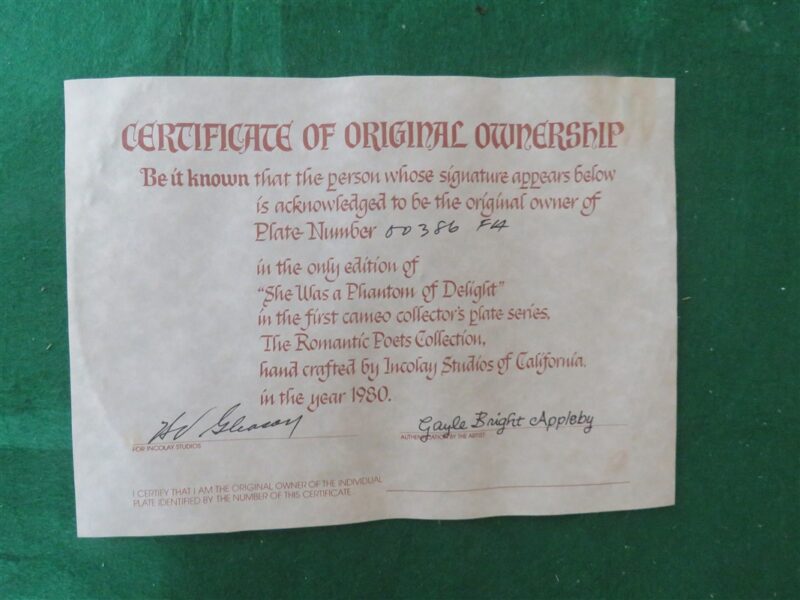 CERTIFICATE OF ORIGINAL OWNERSHIP
Be it known that the person whose signature appears below
is acknowledged to be the original owner of
Plate Number 00386 FA
in the only edition of
"She Was a Phantom of Delight"
in the first cameo collector's plate series,
The Romantic Poets Collection,
hand crafted by Incolay Studios of California,
in the year 1980.
Gleason
Gayle Bright Appleby
FOR INCOLAY STUDIOS
AUTHENTICATION BY THE ARTIST
I CERTIFY THAT I AM THE ORIGINAL OWNER OF THE INDIVIDUAL
PLATE IDENTIFIED BY THE NUMBER OF THIS CERTIFICATE